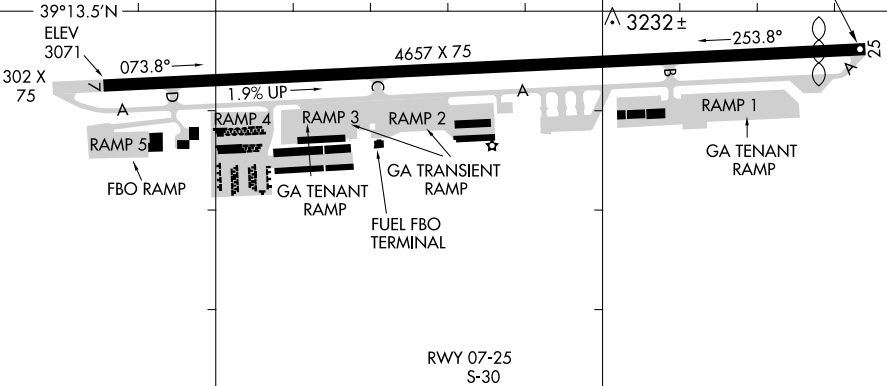 39°13.5'N
ELEV
3071
3232 ±
4657 X 75
253.8°
25
302 X
75
7
073.8°
1.9% UP
A
D
C
A
B
A
RAMP 5
RAMP 4
RAMP 3
RAMP 2
RAMP 1
FBO RAMP
GA TENANT
RAMP
GA TRANSIENT
RAMP
GA TENANT
RAMP
FUEL FBO
TERMINAL
RWY 07-25
S-30